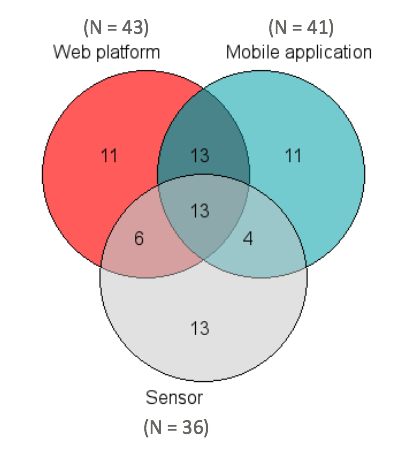 (N = 43) (N = 41)
Web platform Mobile application
11 13 11
13
6 4
13
Sensor
(N = 36)